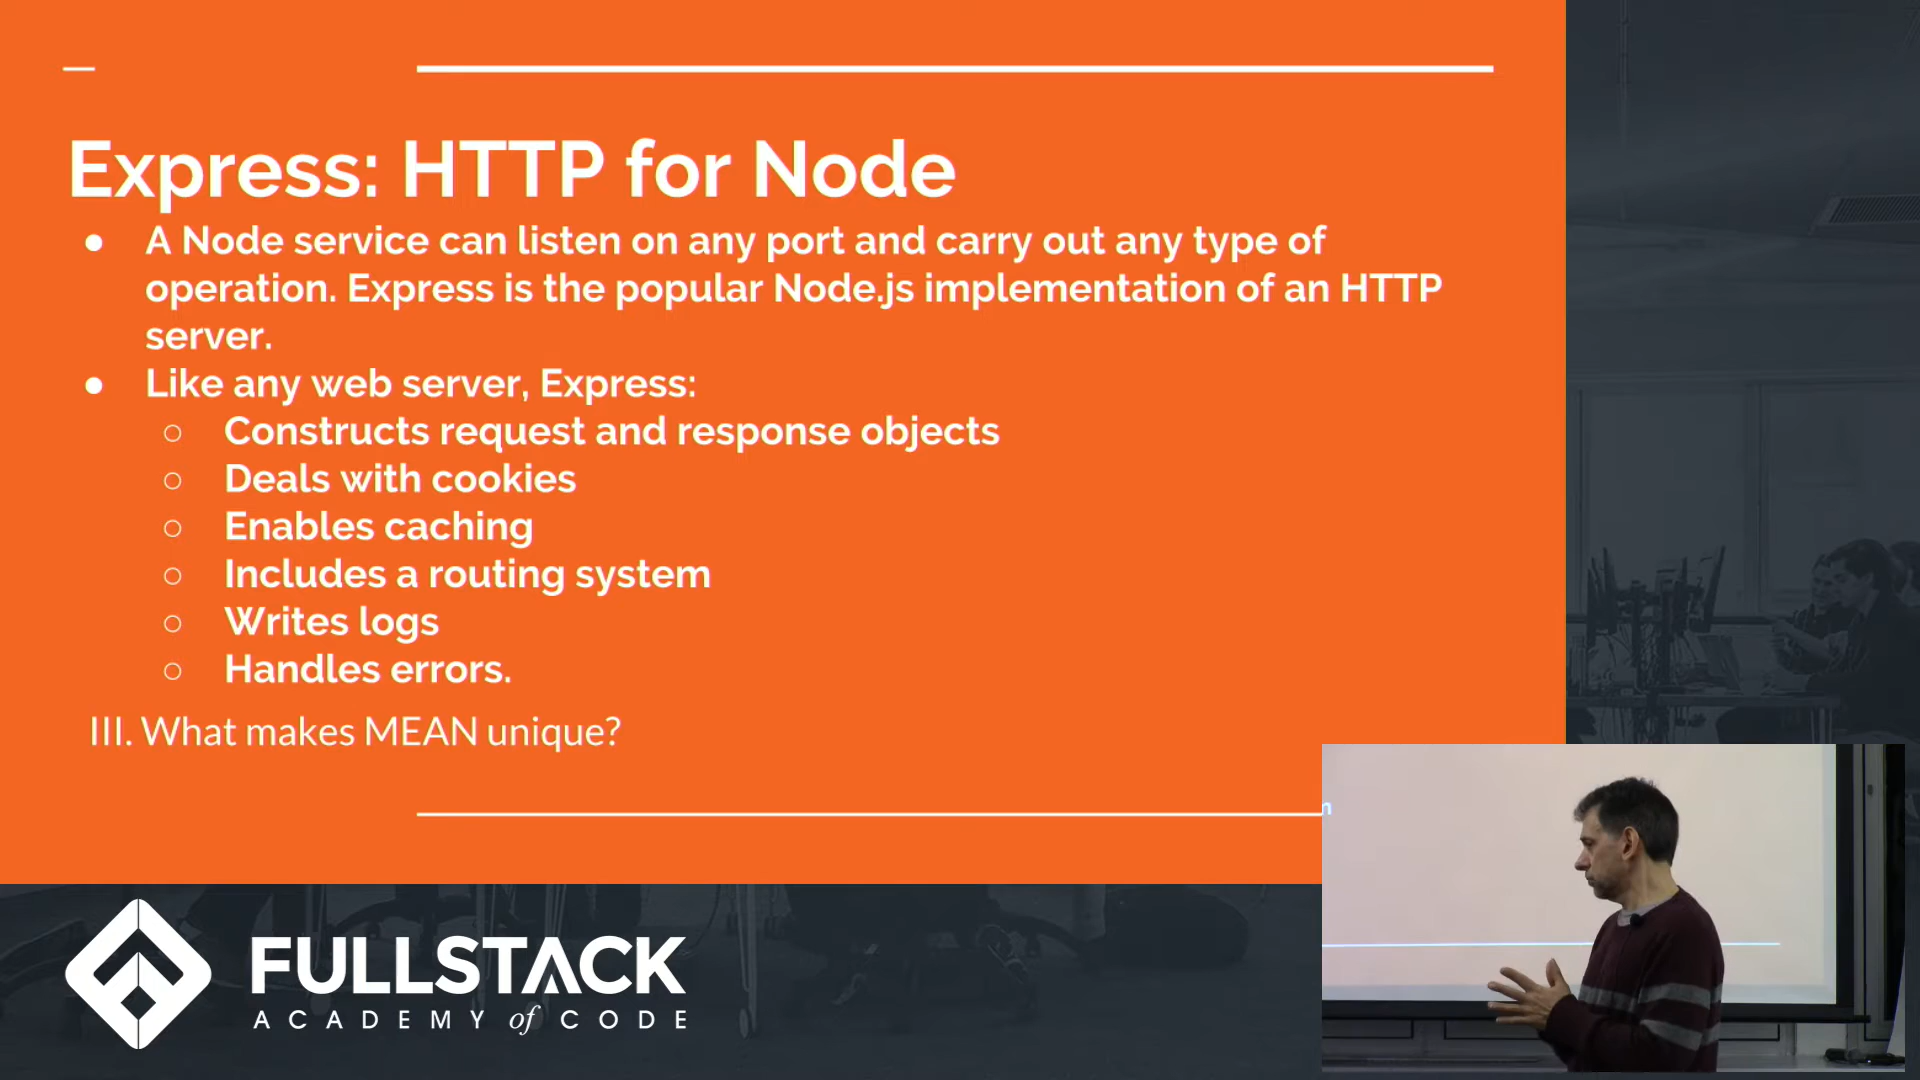 Express: HTTP for Node
● A Node service can listen on any port and carry out any type of
operation. Express is the popular Node.js implementation of an HTTP
server.
● Like any web server, Express:
○ Constructs request and response objects
○ Deals with cookies
○ Enables caching
○ Includes a routing system
○ Writes logs
○ Handles errors.
III. What makes MEAN unique?
n
FULLSTACK
ACADEMY of CODE